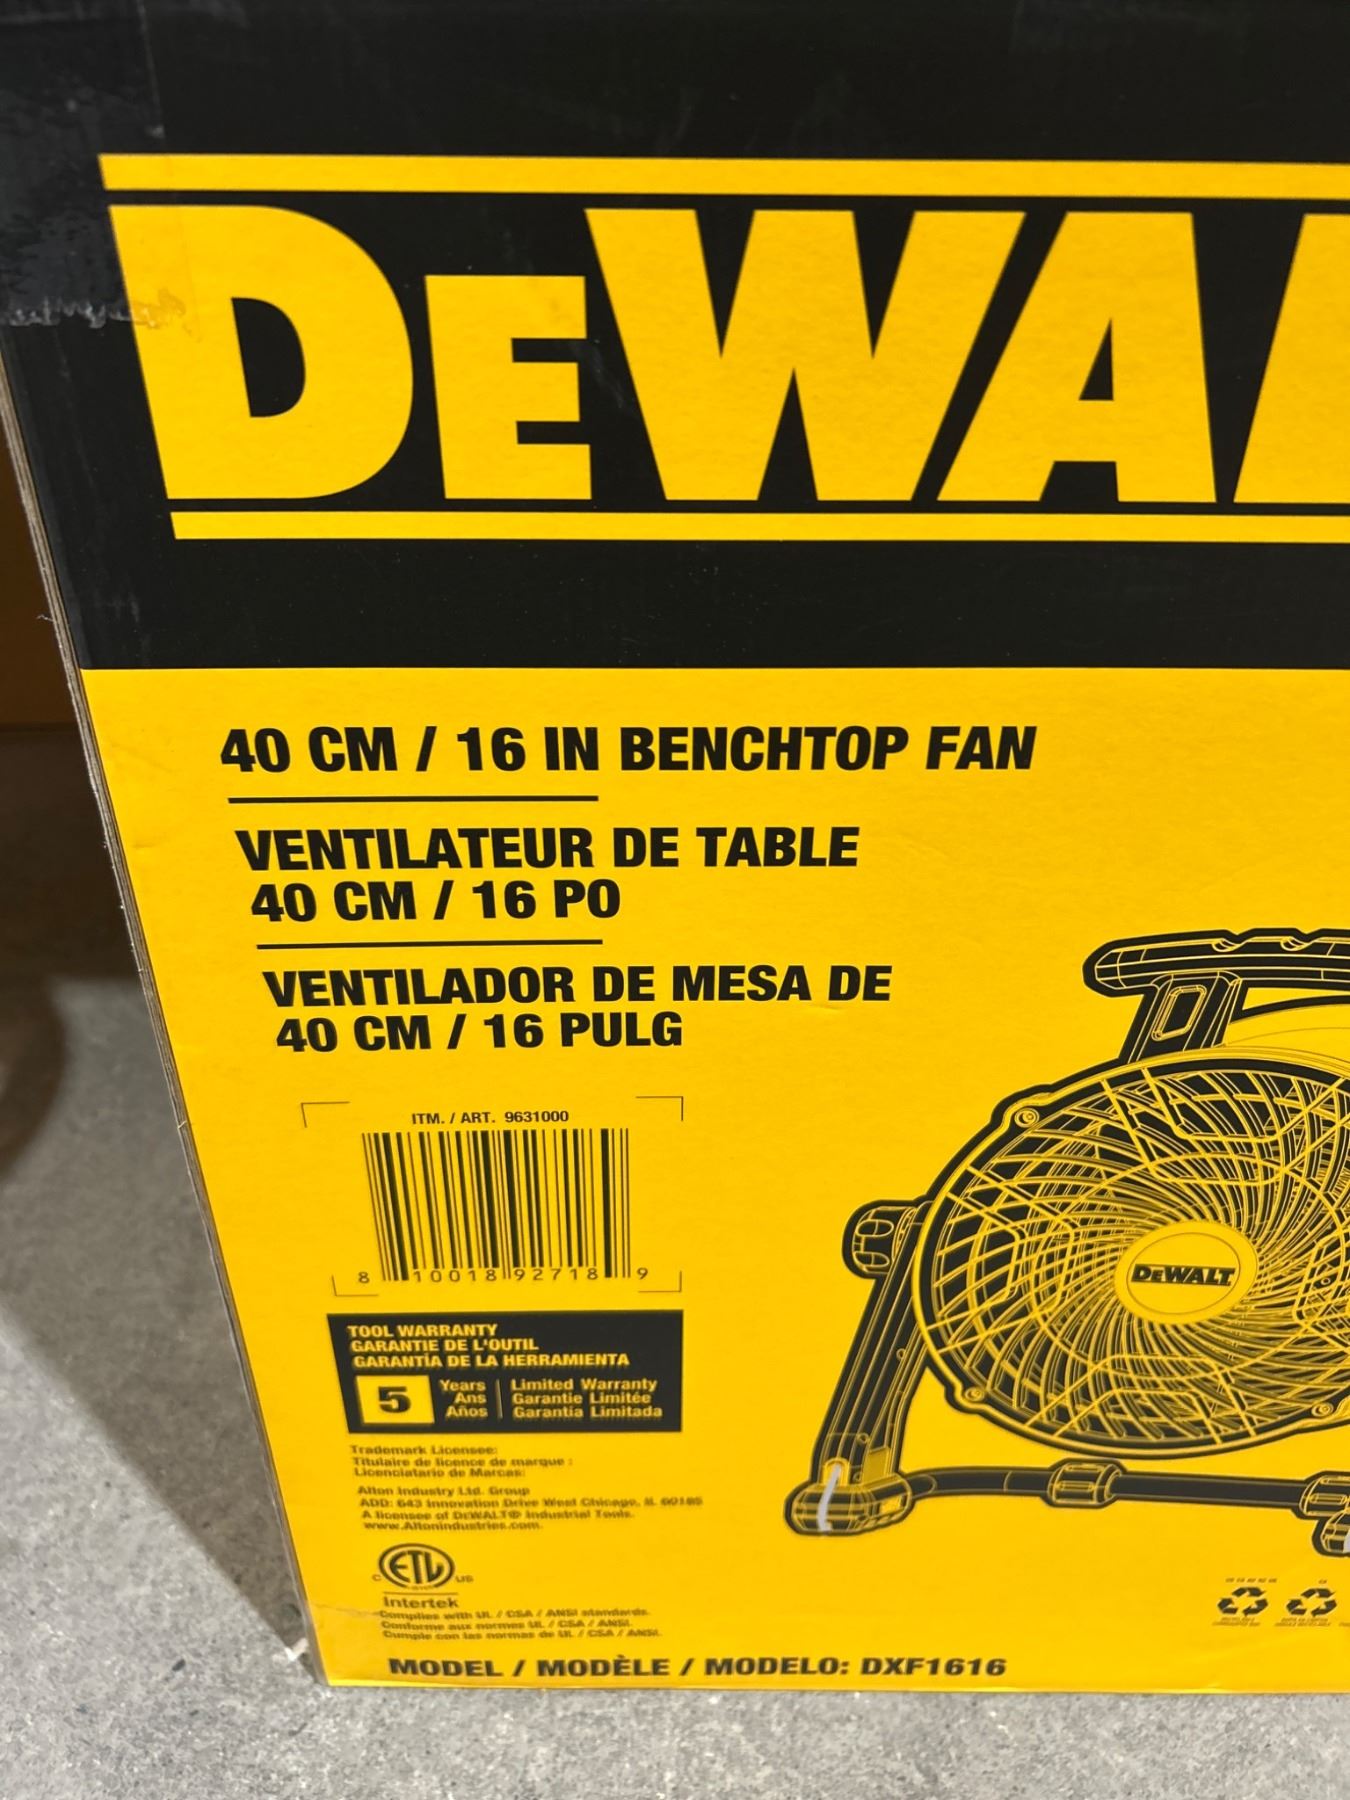 DEWAL
40 CM / 16 IN BENCHTOP FAN
VENTILATEUR DE TABLE
40 CM / 16 PO
VENTILADOR DE MESA DE
40 CM / 16 PULG
ITM. / ART. 9631000
8 10018 92718 9
TOOL WARRANTY
GARANTIE DE L'OUTIL
GARANTÍA DE LA HERRAMIENTA
5
Years
Ans
Años
Limited Warranty
Garantie Limitée
Garantia Limitada
Trademark Licensee:
Titulaire de licence de marque :
Licenciatario de Marcas:
Alton Industry Ltd. Group
ADD: 643 Innovation Drive West Chicago, IL 60185
A licensee of DEWALT® Industrial Tools.
www.Altonindustries.com
ETL
C
US
Intertek
Complies with UL / CSA / ANSI standards.
Conforme aux normes UL / CSA / ANSI.
Cumple con las normas de UL / CSA / ANSI.
MODEL / MODÈLE / MODELO: DXF1616
DEWALT